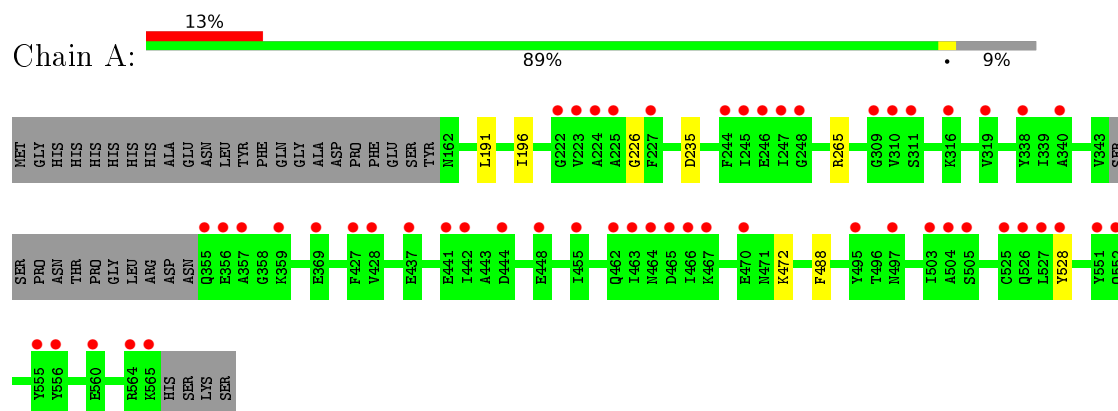 13%
Chain A:
89%
•
9%
MET GLY HIS HIS HIS HIS HIS HIS ALA GLU ASN LEU TYR PHE GLN GLY ALA ASP PRO PHE GLU SER TYR N162 L191 I196 G222 V223 A224 A225 G226 F227 D235 F244 I245 E246 I247 G248 R265 G309 V310 S311 K316 V319 Y338 I339 A340 V343 SER
SER PRO ASN THR PRO GLY LEU ARG ASP ASN Q355 E356 A357 G358 K359 E369 F427 V428 E437 E441 I442 A443 D444 E448 I455 Q462 I463 N464 D465 I466 K467 E470 N471 K472 F488 Y495 T496 N497 I503 A504 S505 C525 Q526 L527 Y528 Y551
Y555 Y556 E560 R564 K565 HIS SER LYS SER